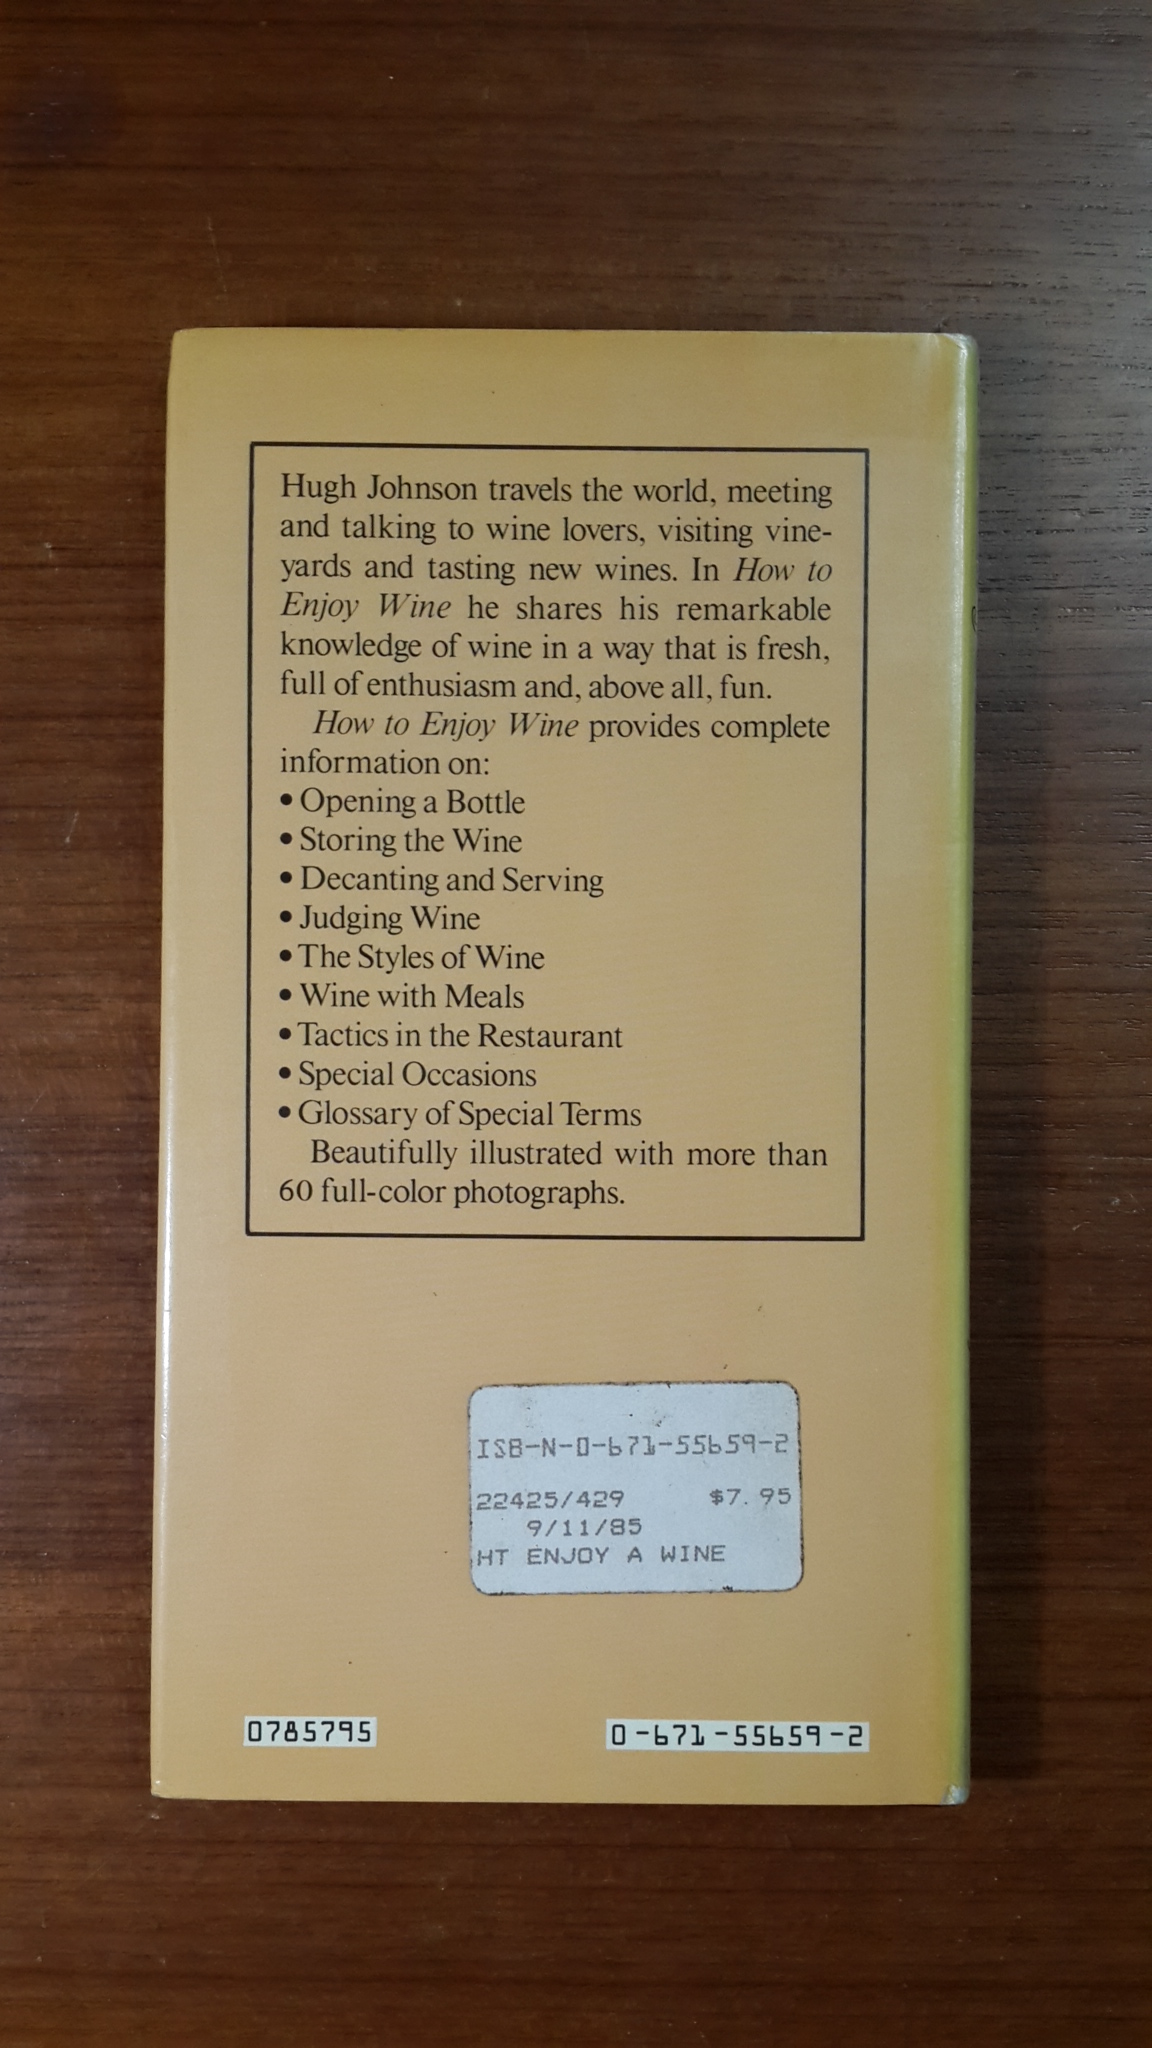 Hugh Johnson travels the world, meeting
and talking to wine lovers, visiting vine-
yards and tasting new wines. In How to
Enjoy Wine he shares his remarkable
knowledge of wine in a way that is fresh,
full of enthusiasm and, above all, fun.
How to Enjoy Wine provides complete
information on:
• Opening a Bottle
• Storing the Wine
• Decanting and Serving
• Judging Wine
• The Styles of Wine
• Wine with Meals
• Tactics in the Restaurant
• Special Occasions
• Glossary of Special Terms
Beautifully illustrated with more than
60 full-color photographs.
ISB-N-0-671-55659-2
22425/429 $7.95
9/11/85
HT ENJOY A WINE
0785795 0-671-55659-2